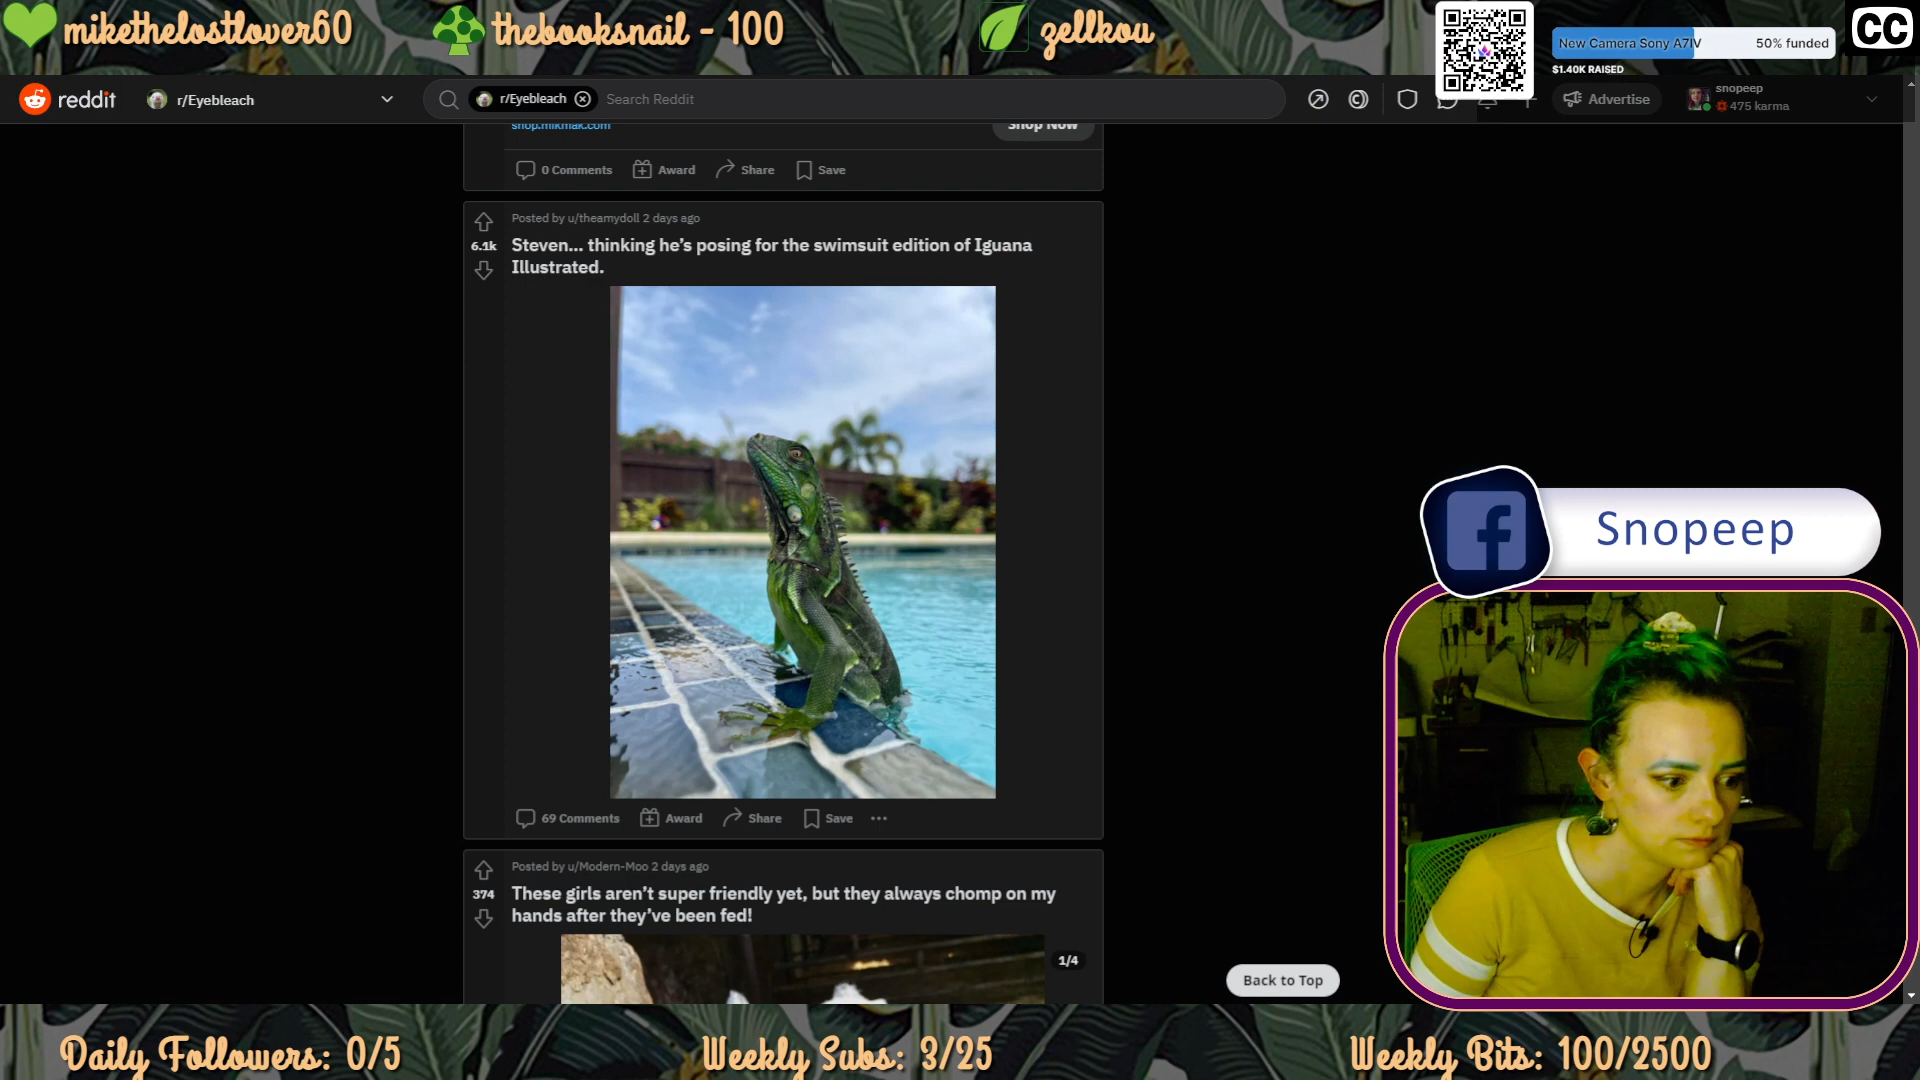 mikethelostlover60
thebooksnail - 100
zellkou
New Camera Sony A7IV 50% funded
$1.40K RAISED
CC
reddit
r/Eyebleach
r/Eyebleach
Search Reddit
Advertise
snopeep
475 karma
shop.mikmak.com
Shop Now
0 Comments
Award
Share
Save
Posted by u/theamydoll 2 days ago
6.1k
Steven... thinking he's posing for the swimsuit edition of Iguana
Illustrated.
69 Comments
Award
Share
Save
Snopeep
Posted by u/Modern-Moo 2 days ago
374
These girls aren't super friendly yet, but they always chomp on my
hands after they've been fed!
1/4
Back to Top
Daily Followers: 0/5
Weekly Subs: 3/25
Weekly Bits: 100/2500